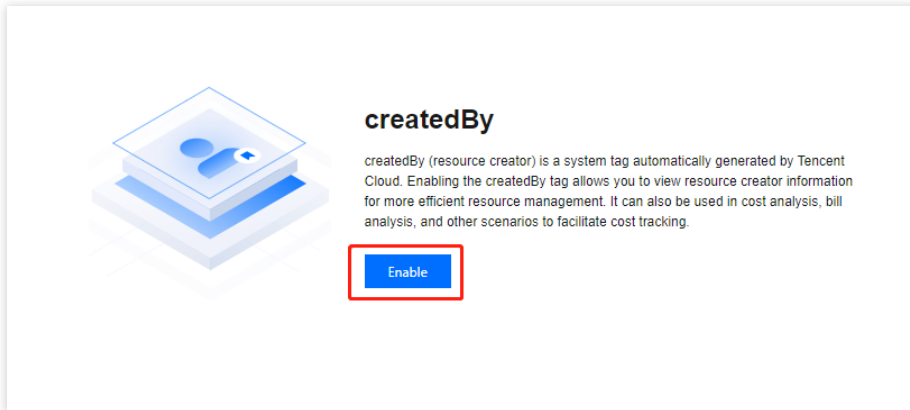 createdBy
createdBy (resource creator) is a system tag automatically generated by Tencent
Cloud. Enabling the createdBy tag allows you to view resource creator information
for more efficient resource management. It can also be used in cost analysis, bill
analysis, and other scenarios to facilitate cost tracking.
Enable